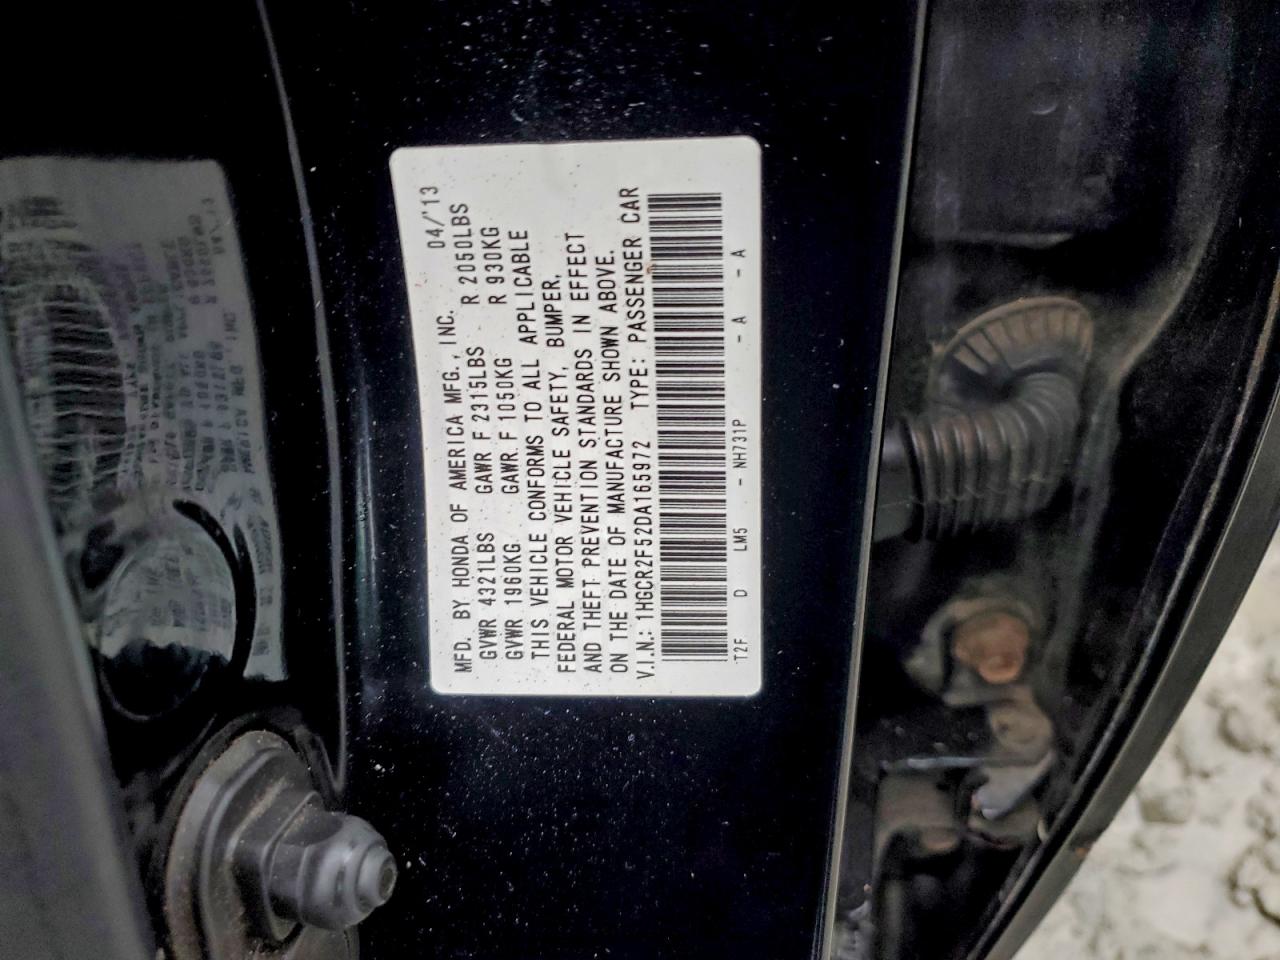 MFD. BY HONDA OF AMERICA MFG., INC. 04/'13
GVWR 4321LBS GAWR F 2315LBS R 2050LBS
GVWR 1960KG GAWR. F 1050KG R 930KG
THIS VEHICLE CONFORMS TO ALL APPLICABLE
FEDERAL MOTOR VEHICLE SAFETY, BUMPER,
AND THEFT PREVENTION STANDARDS IN EFFECT
ON THE DATE OF MANUFACTURE SHOWN ABOVE.
V.I.N.: 1HGCR2F52DA165972 TYPE: PASSENGER CAR
T2F D LM5 - NH731P - A - A